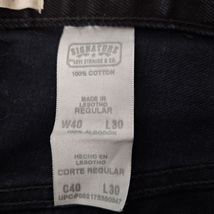 SIGNATURE
LEVI STRAUSS & CO.
100% COTTON
MADE IN
LESOTHO
REGULAR
W40 L30
100% ALGODON
HECHO EN
LESOTHO
CORTE REGULAR
C40 L30